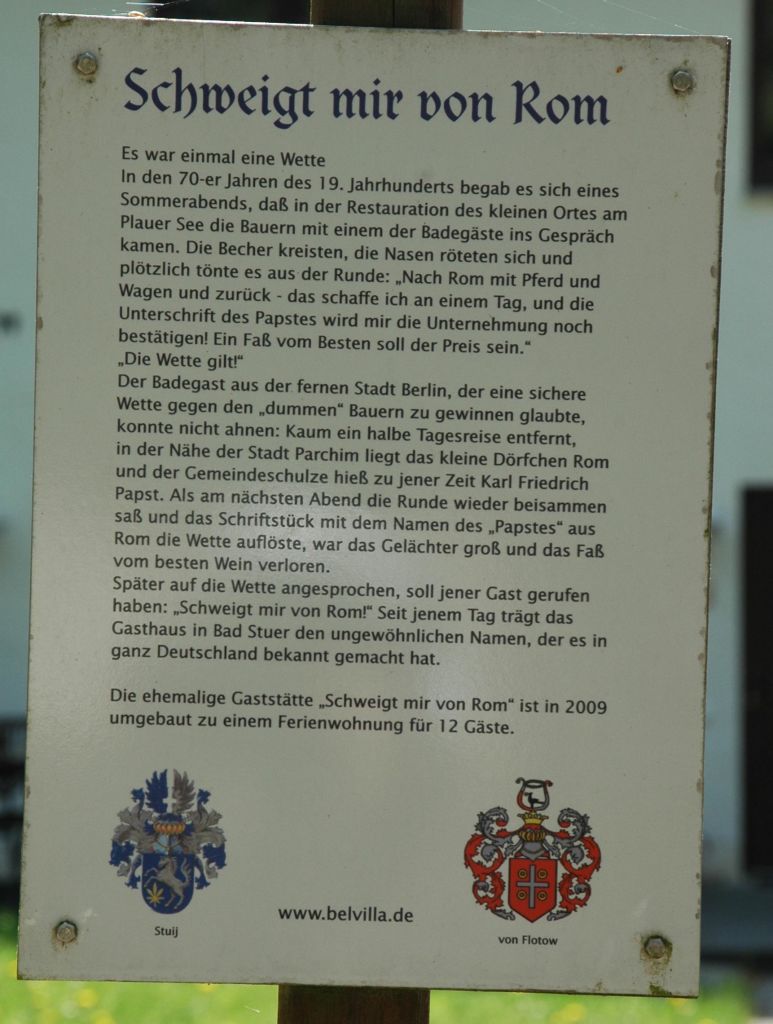 Schweigt mir von Rom
Es war einmal eine Wette
In den 70-er Jahren des 19. Jahrhunderts begab es sich eines
Sommerabends, daß in der Restauration des kleinen Ortes am
Plauer See die Bauern mit einem der Badegäste ins Gespräch
kamen. Die Becher kreisten, die Nasen röteten sich und
plötzlich tönte es aus der Runde: „Nach Rom mit Pferd und
Wagen und zurück - das schaffe ich an einem Tag, und die
Unterschrift des Papstes wird mir die Unternehmung noch
bestätigen! Ein Faß vom Besten soll der Preis sein.“
„Die Wette gilt!“
Der Badegast aus der fernen Stadt Berlin, der eine sichere
Wette gegen den „dummen“ Bauern zu gewinnen glaubte,
konnte nicht ahnen: Kaum ein halbe Tagesreise entfernt,
in der Nähe der Stadt Parchim liegt das kleine Dörfchen Rom
und der Gemeindeschulze hieß zu jener Zeit Karl Friedrich
Papst. Als am nächsten Abend die Runde wieder beisammen
saß und das Schriftstück mit dem Namen des „Papstes“ aus
Rom die Wette auflöste, war das Gelächter groß und das Faß
vom besten Wein verloren.
Später auf die Wette angesprochen, soll jener Gast gerufen
haben: „Schweigt mir von Rom!“ Seit jenem Tag trägt das
Gasthaus in Bad Stuer den ungewöhnlichen Namen, der es in
ganz Deutschland bekannt gemacht hat.
Die ehemalige Gaststätte „Schweigt mir von Rom“ ist in 2009
umgebaut zu einem Ferienwohnung für 12 Gäste.
www.belvilla.de
Stuij
von Flotow